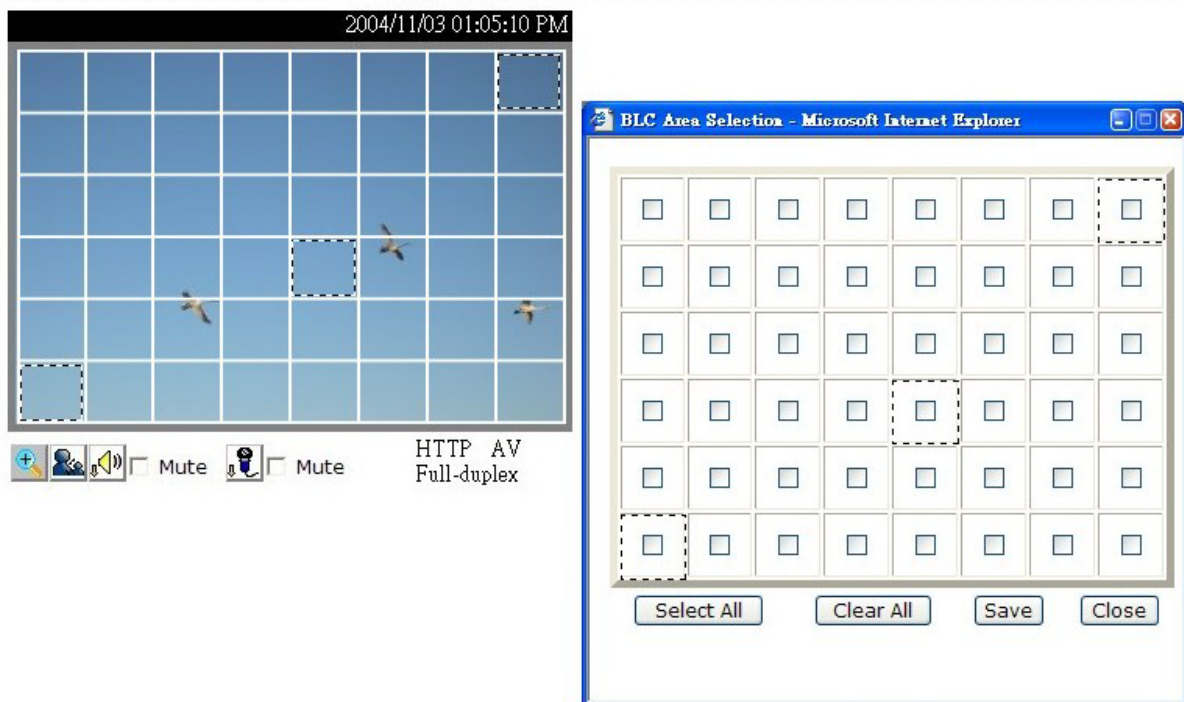 2004/11/03 01:05:10 PM
Mute
Mute
HTTP AV
Full-duplex
BLC Area Selection - Microsoft Internet Explorer
Select All
Clear All
Save
Close